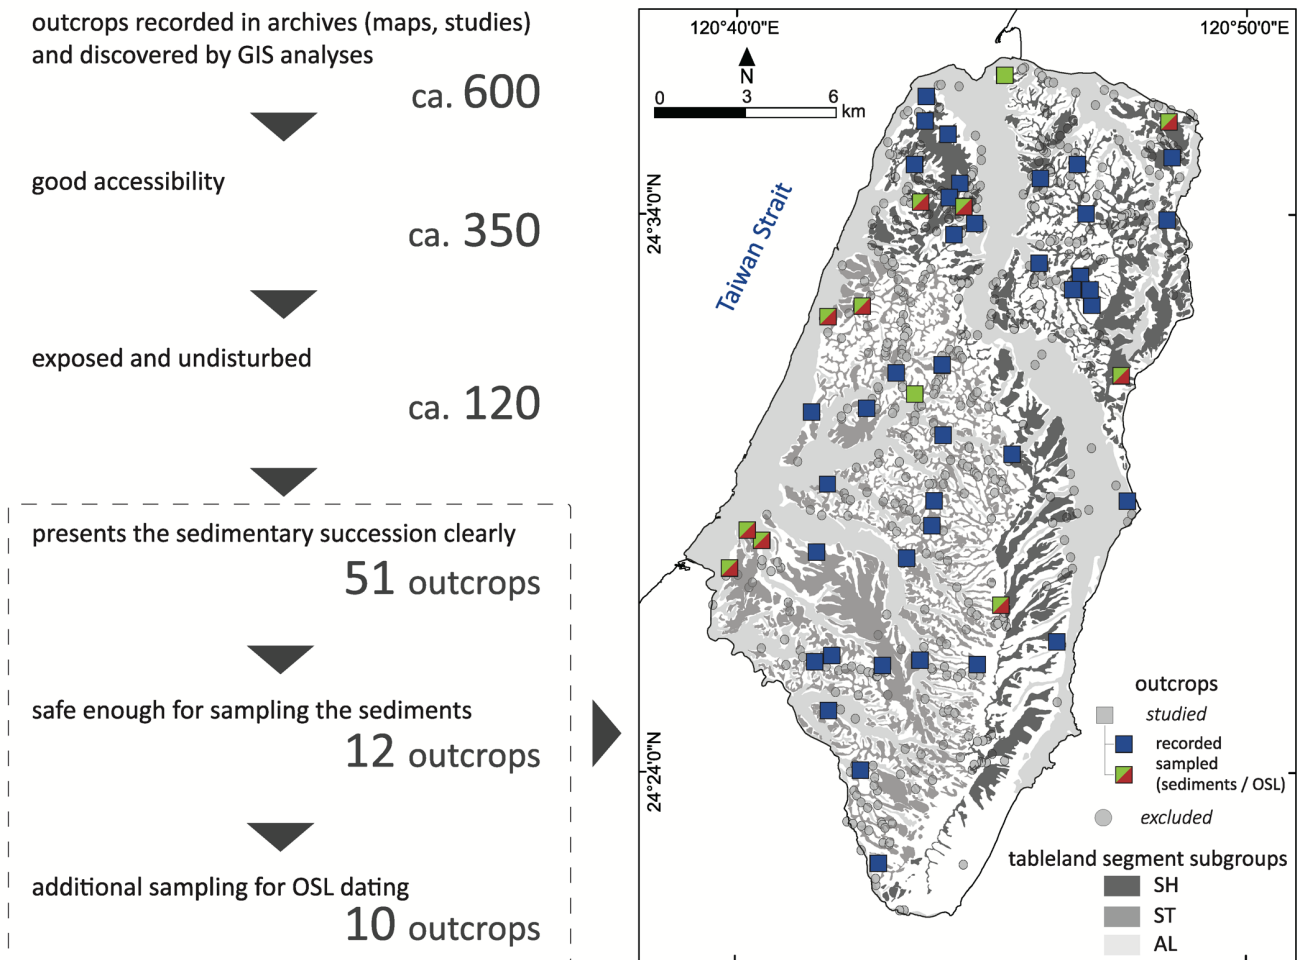 outcrops recorded in archives (maps, studies)
and discovered by GIS analyses
ca. 600
good accessibility
ca. 350
exposed and undisturbed
ca. 120
presents the sedimentary succession clearly
51 outcrops
safe enough for sampling the sediments
12 outcrops
additional sampling for OSL dating
10 outcrops
120°40'0"E
120°50'0"E
N
0 3 6
km
24°34'0"N
Taiwan Strait
24°24'0"N
outcrops
studied
recorded
sampled
(sediments / OSL)
excluded
tableland segment subgroups
SH
ST
AL